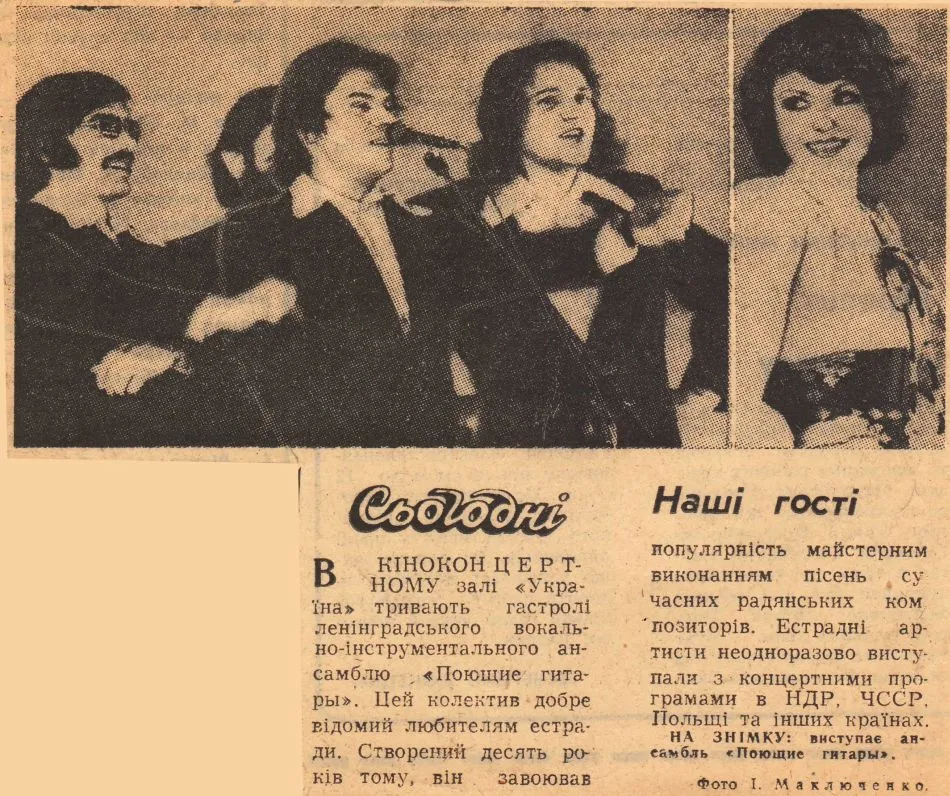 Сьогодні
Наші гості
В КІНОКОНЦЕРТ-
НОМУ залі «Укра-
їна» тривають гастролі
ленінградського вокаль-
но-інструментального ан-
самблю «Поющие гита-
ры». Цей колектив добре
відомий любителям естра-
ди. Створений десять ро-
ків тому, він завоював
популярність майстерним
виконанням пісень су
часних радянських ком
позиторів. Естрадні ар-
тисти неодноразово висту-
пали з концертними про-
грамами в НДР, ЧССР,
Польщі та інших країнах.
НА ЗНІМКУ: виступає ан-
самбль «Поющие гитары».
Фото І. Маключенко.